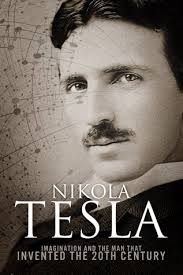 NIKOLA
TESLA
IMAGINATION AND THE MAN THAT
INVENTED THE 20TH CENTURY